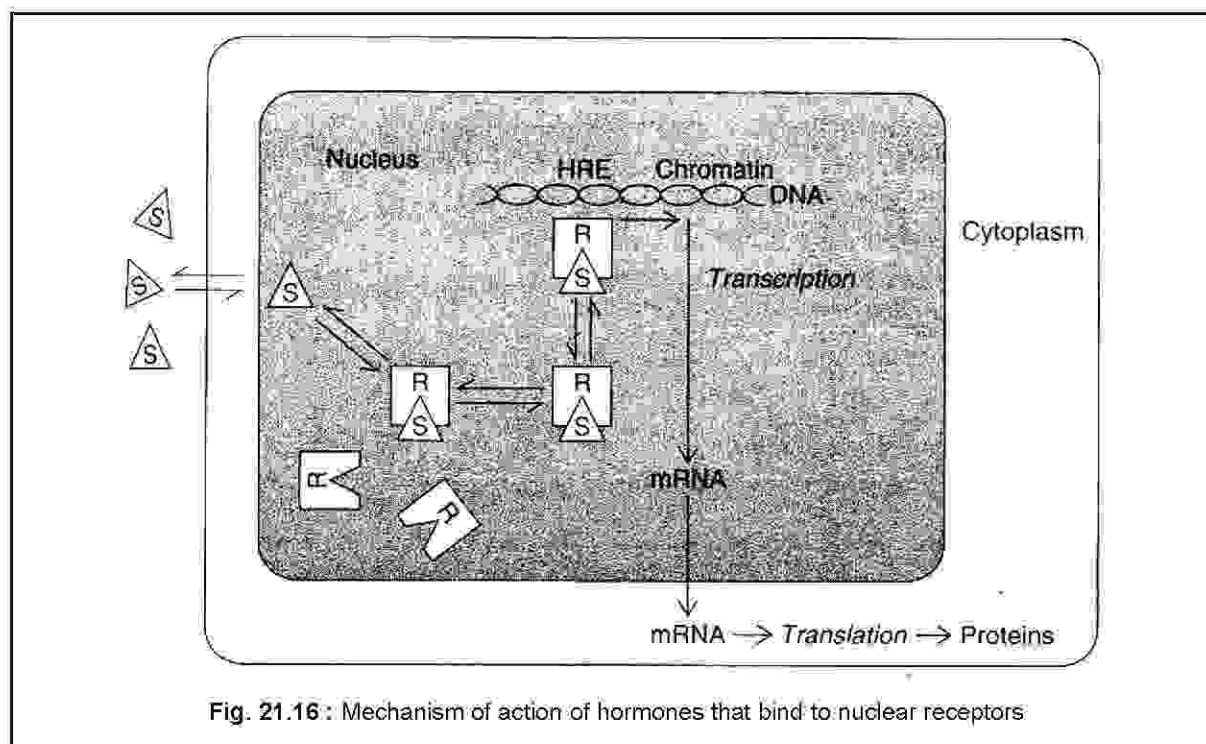 Nucleus
HRE Chromatin
DNA
S
R
Cytoplasm
S
S
S
Transcription
S
R
R
S
S
R
R
mRNA
mRNA → Translation → Proteins
Fig. 21.16 : Mechanism of action of hormones that bind to nuclear receptors